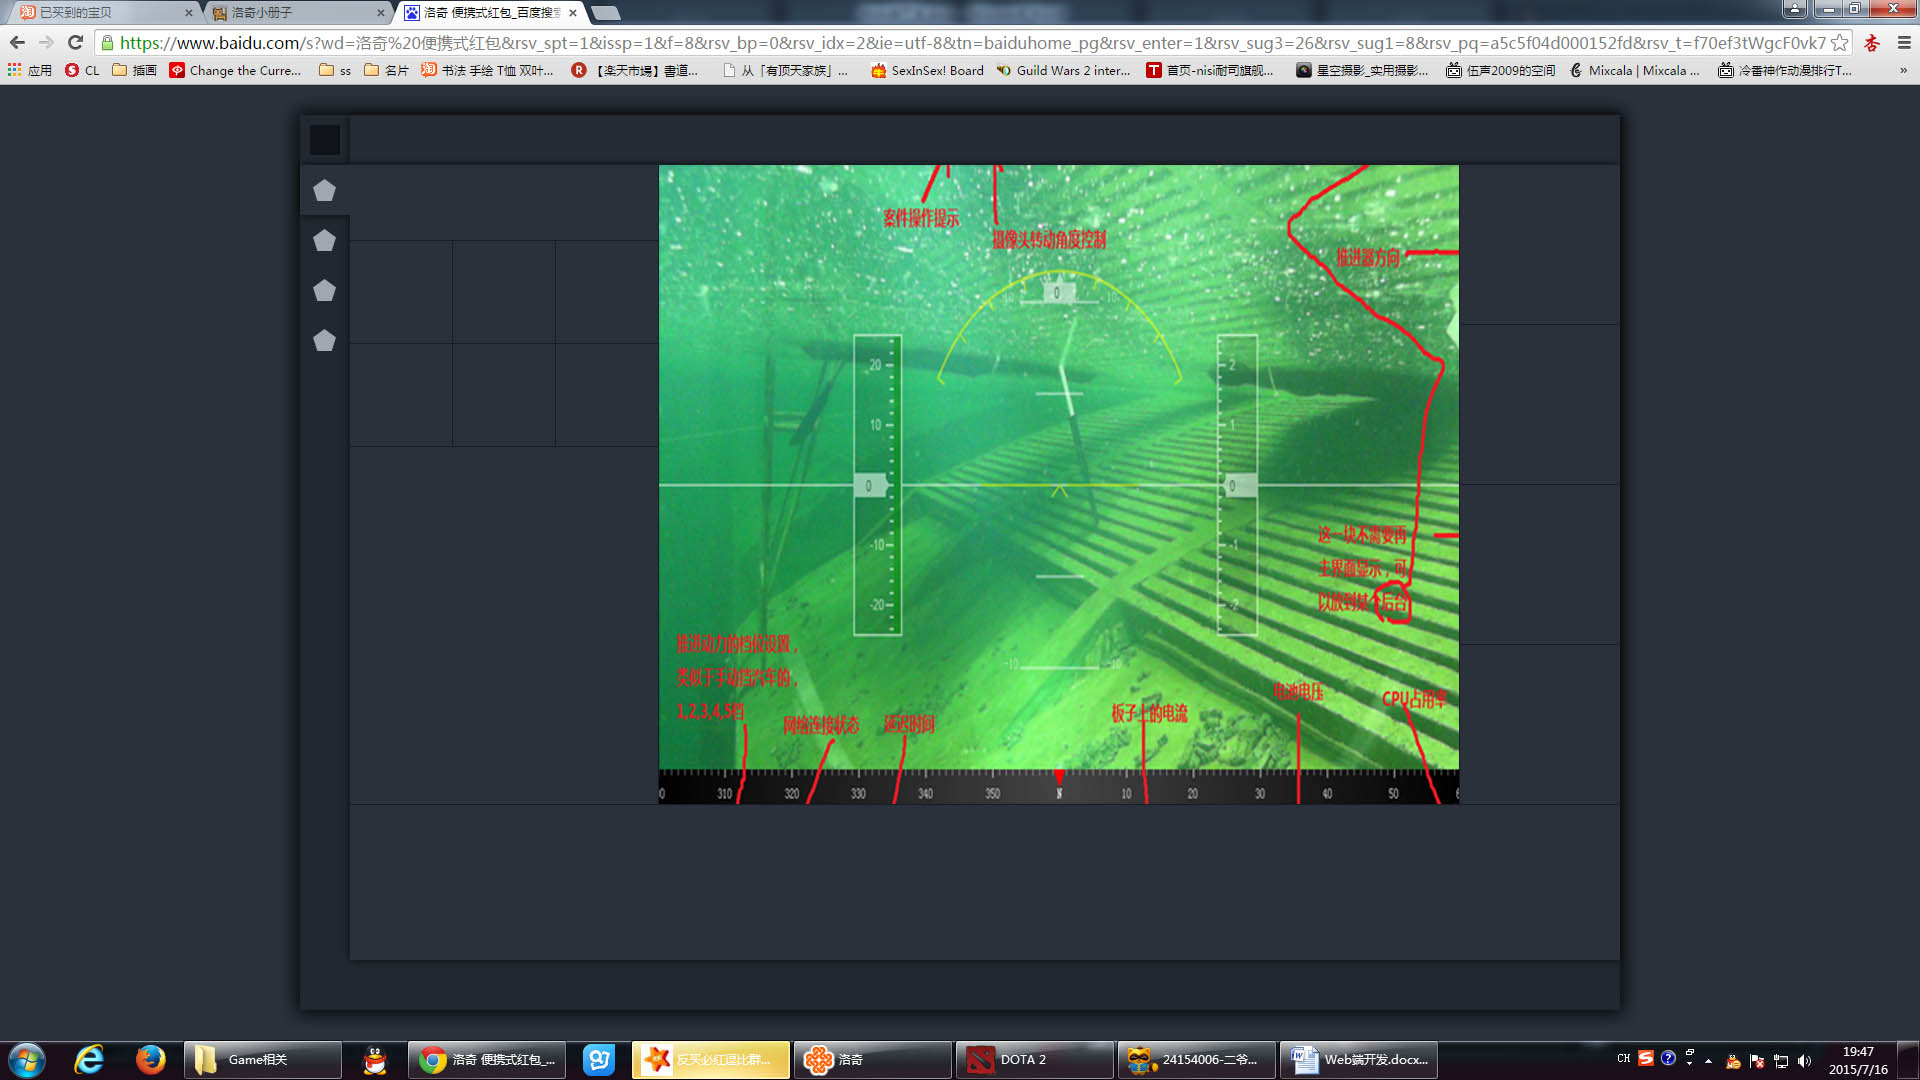 已买到的宝贝
洛奇小册子
洛奇 便携式红包_百度搜索
https://www.baidu.com/s?wd=洛奇%20便携式红包&rsv_spt=1&issp=1&f=8&rsv_bp=0&rsv_idx=2&ie=utf-8&tn=baiduhome_pg&rsv_enter=1&rsv_sug3=26&rsv_sug1=8&rsv_pq=a5c5f04d000152fd&rsv_t=f70ef3tWgcF0vk7
杏
应用
CL
插画
Change the Curre...
ss
名片
书法 手绘 T恤 双叶...
【楽天市場】書道...
从「有顶天家族」...
SexInSex! Board
Guild Wars 2 inter...
首页-nisi耐司旗舰...
星空摄影_实用摄影...
伍声2009的空间
Mixcala | Mixcala ...
冷番神作动漫排行T...
»
案件操作提示
摄像头转动角度控制
推进器方向
-10 0 -10
20
10
0
-10
-20
2
1
0
-1
-2
-10 -10
这一块不需要再
主界面显示，可
以放到某个后台
推进动力的档位设置，
类似于手动挡汽车的，
1,2,3,4,5档
网络连接状态
延迟时间
板子上的电流
电池电压
CPU占用率
310 320 330 340 350 N 10 20 30 40 50
Game相关
洛奇 便携式红包_...
反买必红逗比群...
洛奇
DOTA 2
24154006-二爷...
Web端开发.docx...
CH
19:47
2015/7/16